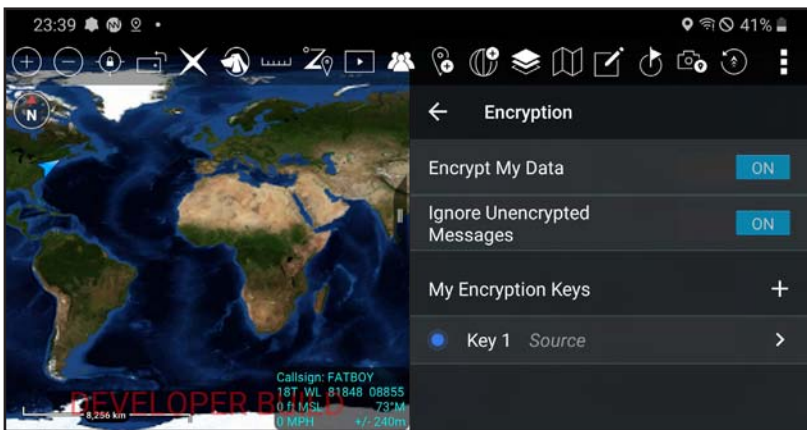 23:39
41%
N
Encryption
Encrypt My Data ON
Ignore Unencrypted
Messages ON
My Encryption Keys
Key 1 Source
Callsign: FATBOY
18T WL 81848 08855
0 ft MSL 73°M
0 MPH +/- 240m
DEVELOPER BUILD
8,256 km